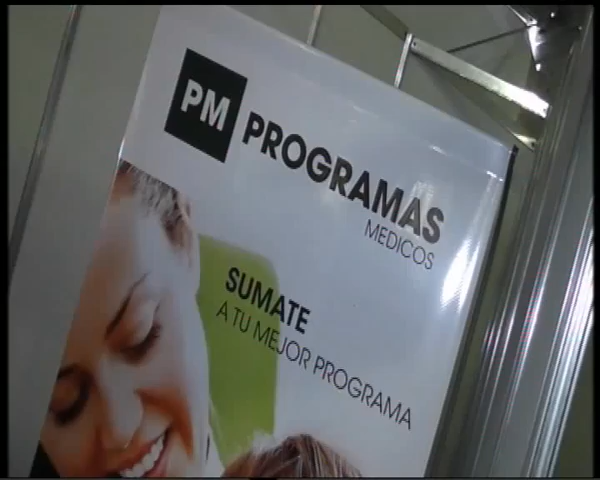 PM
PROGRAMAS
MEDICOS
SUMATE
A TU MEJOR PROGRAMA